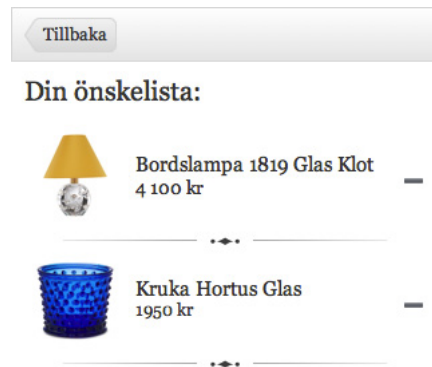 Tillbaka
Din önskelista:
Bordslampa 1819 Glas Klot
4 100 kr
Kruka Hortus Glas
1950 kr